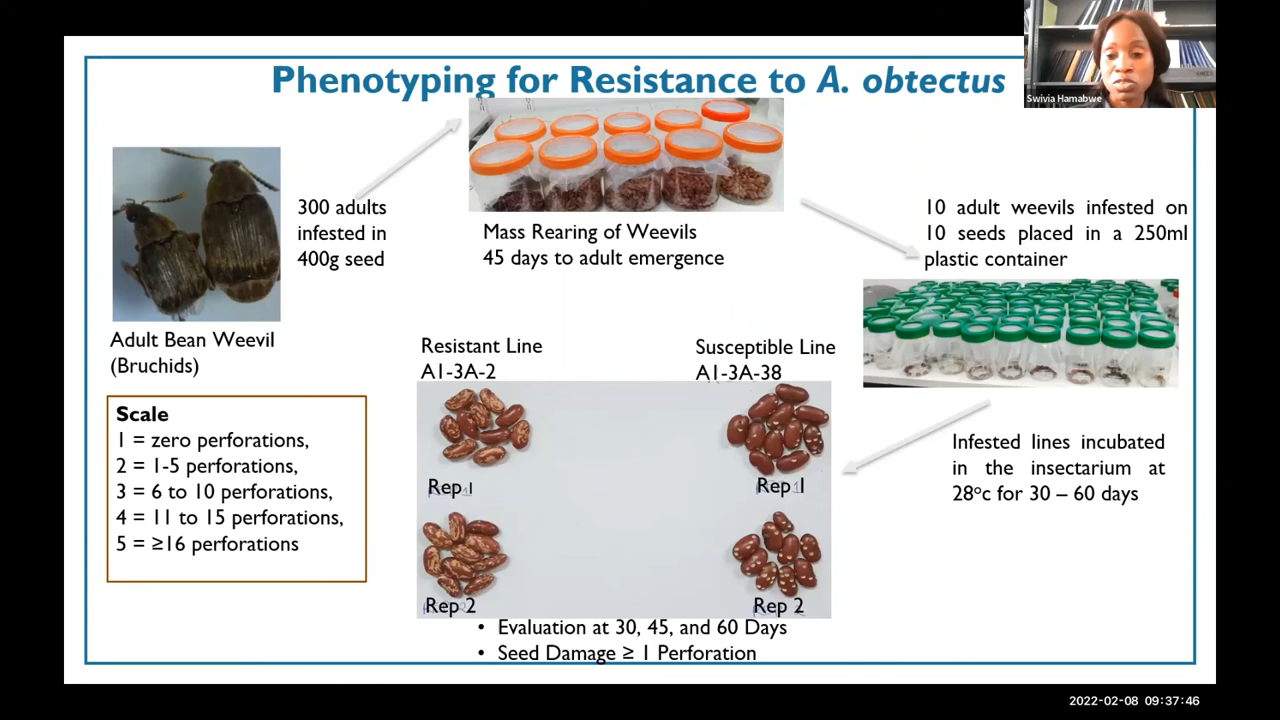 Phenotyping for Resistance to A. obtectus
Swivia Hamabwe
300 adults
infested in
400g seed
Mass Rearing of Weevils
45 days to adult emergence
10 adult weevils infested on
10 seeds placed in a 250ml
plastic container
Adult Bean Weevil
(Bruchids)
Resistant Line
A1-3A-2
Susceptible Line
A1-3A-38
Scale
1 = zero perforations,
2 = 1-5 perforations,
3 = 6 to 10 perforations,
4 = 11 to 15 perforations,
5 = ≥16 perforations
Rep 1
Rep 1
Infested lines incubated
in the insectarium at
28°c for 30 – 60 days
Rep 2
Rep 2
• Evaluation at 30, 45, and 60 Days
• Seed Damage ≥ 1 Perforation
2022-02-08 09:37:46